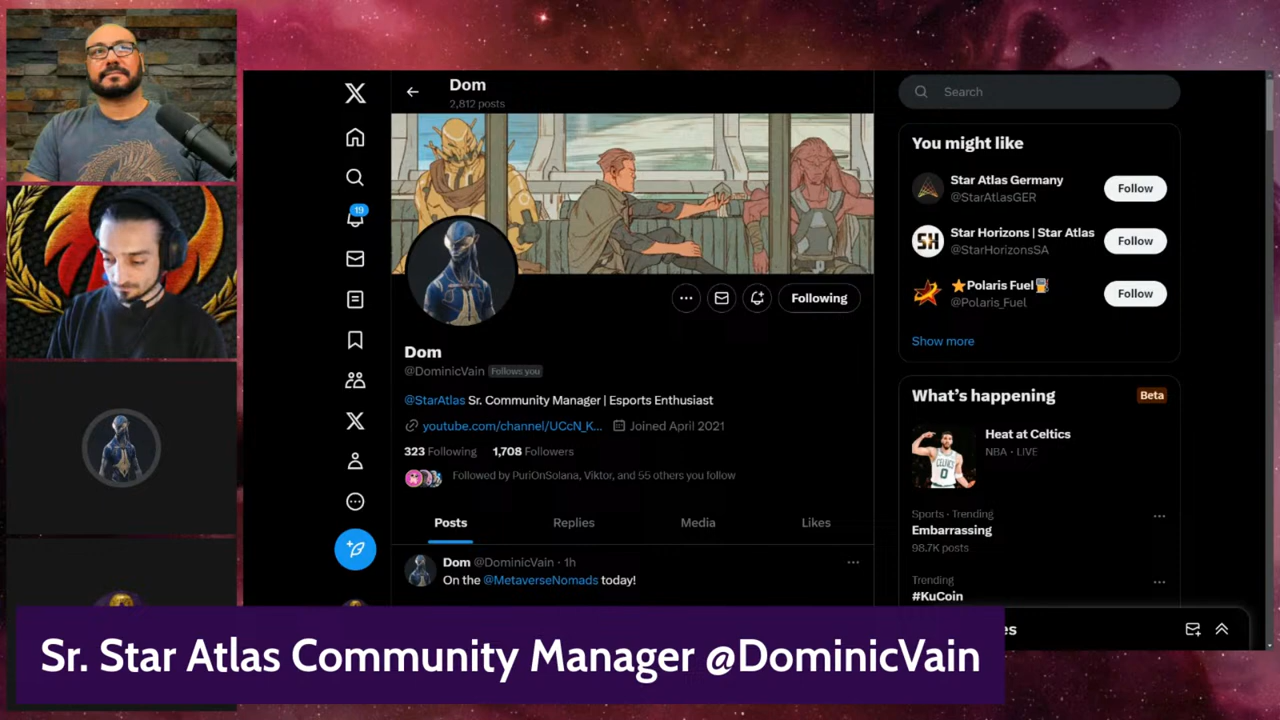 Dom
2,812 posts
19
Following
Dom
@DominicVain Follows you
@StarAtlas Sr. Community Manager | Esports Enthusiast
youtube.com/channel/UCcN_K... Joined April 2021
323 Following 1,708 Followers
Followed by PuriOnSolana, Viktor, and 55 others you follow
Posts Replies Media Likes
Dom @DominicVain · 1h
On the @MetaverseNomads today!
Search
You might like
Star Atlas Germany
@StarAtlasGER
Follow
SH
Star Horizons | Star Atlas
@StarHorizonsSA
Follow
⭐Polaris Fuel⛽
@Polaris_Fuel
Follow
Show more
What's happening
Beta
Heat at Celtics
NBA · LIVE
Sports · Trending
Embarrassing
98.7K posts
Trending
#KuCoin
es
Sr. Star Atlas Community Manager @DominicVain